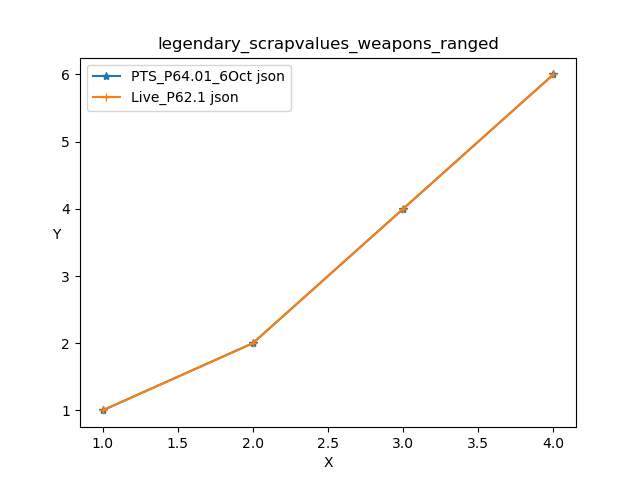 legendary_scrapvalues_weapons_ranged
PTS_P64.01_6Oct json
Live_P62.1 json
6
5
4
3
2
1
Y
1.0 1.5 2.0 2.5 3.0 3.5 4.0
X